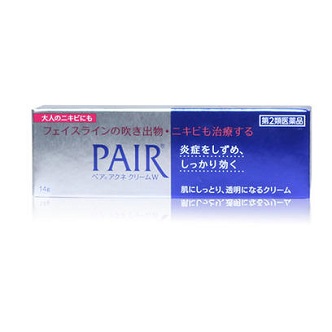 大人のニキビにも
フェイスラインの吹き出物・ニキビも治療する
第2類医薬品
PAIR®
ペア®アクネ クリームW
14g
炎症をしずめ、
しっかり効く
肌にしっとり、透明になるクリーム